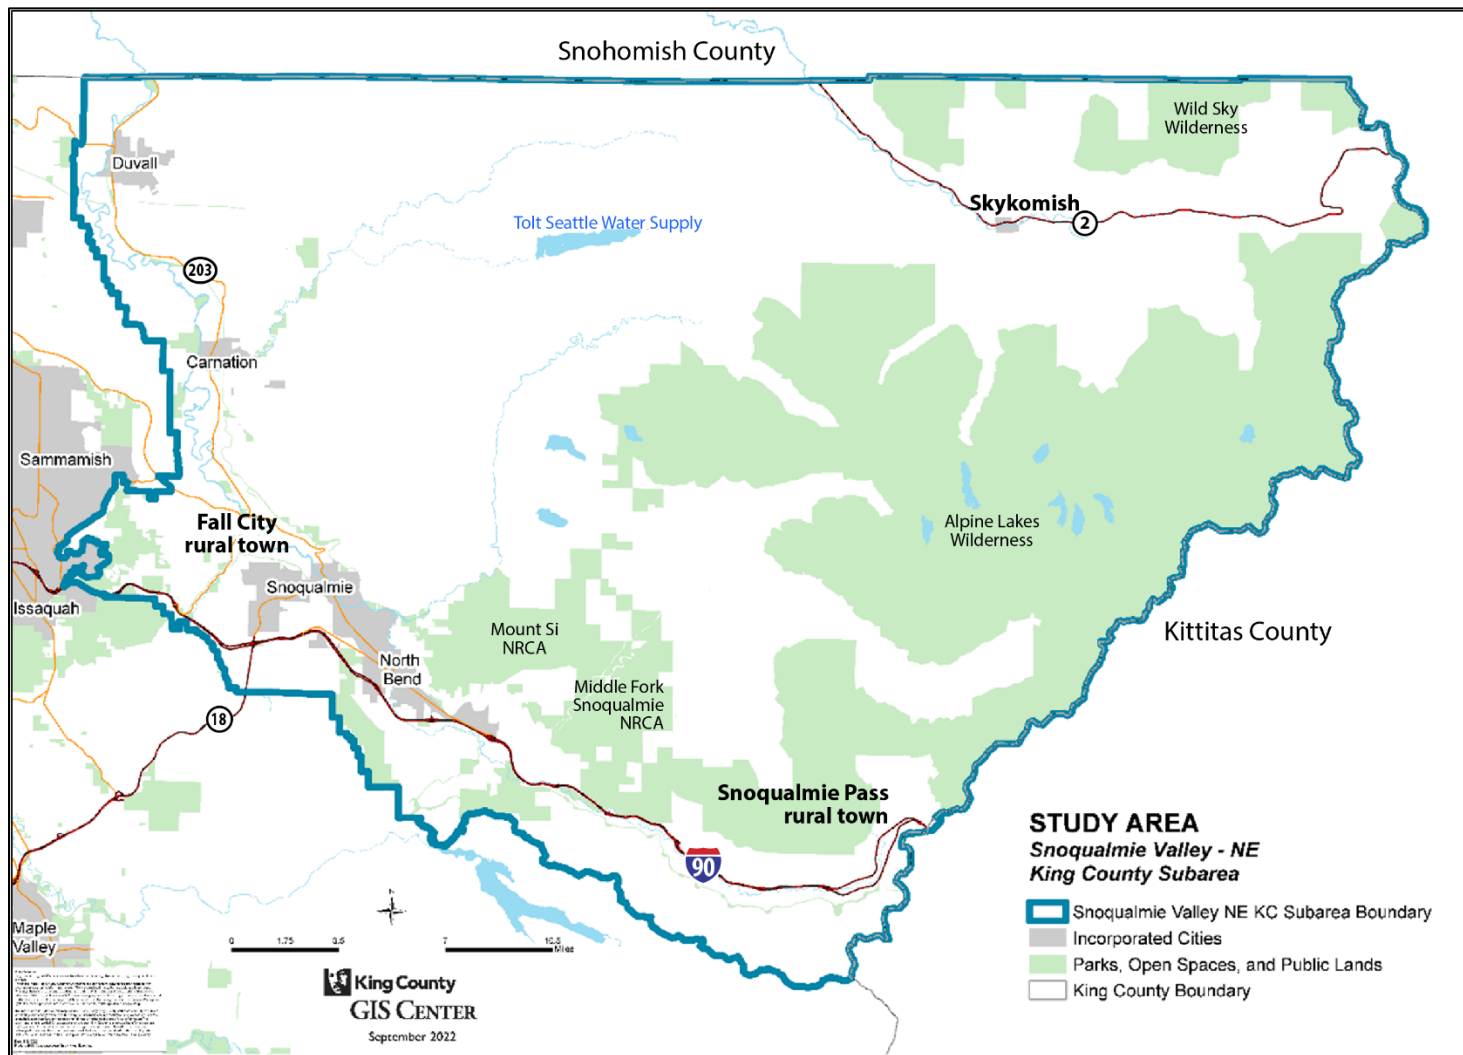 Snohomish County
Wild Sky
Wilderness
Duvall
Skykomish
2
Tolt Seattle Water Supply
203
Carnation
Sammamish
Fall City
rural town
Alpine Lakes
Wilderness
Snoqualmie
Issaquah
Mount Si
NRCA
Kittitas County
North
Bend
Middle Fork
Snoqualmie
NRCA
18
Snoqualmie Pass
rural town
90
STUDY AREA
Snoqualmie Valley - NE
King County Subarea
Snoqualmie Valley NE KC Subarea Boundary
Incorporated Cities
Parks, Open Spaces, and Public Lands
King County Boundary
Maple
Valley
0 1.75 3.5 7 10.5
Miles
King County
GIS CENTER
September 2022